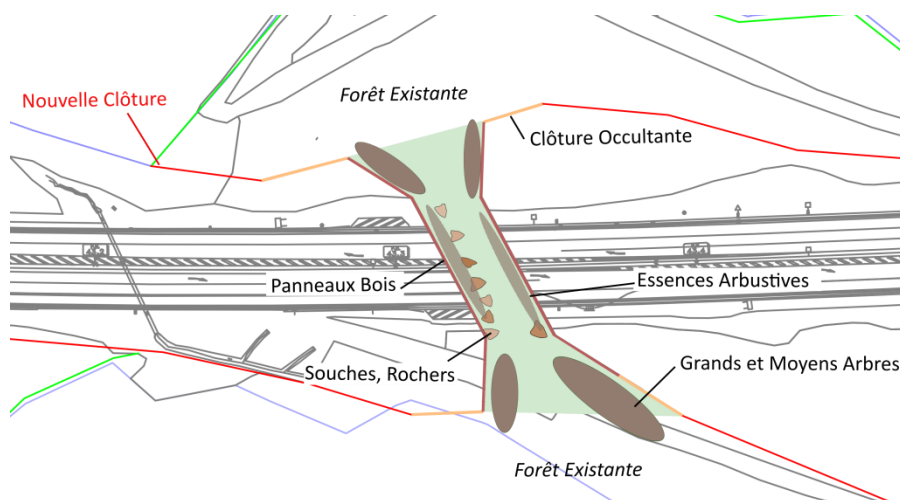 Forêt Existante
Nouvelle Clôture
Clôture Occultante
Panneaux Bois
Essences Arbustives
Souches, Rochers
Grands et Moyens Arbres
Forêt Existante